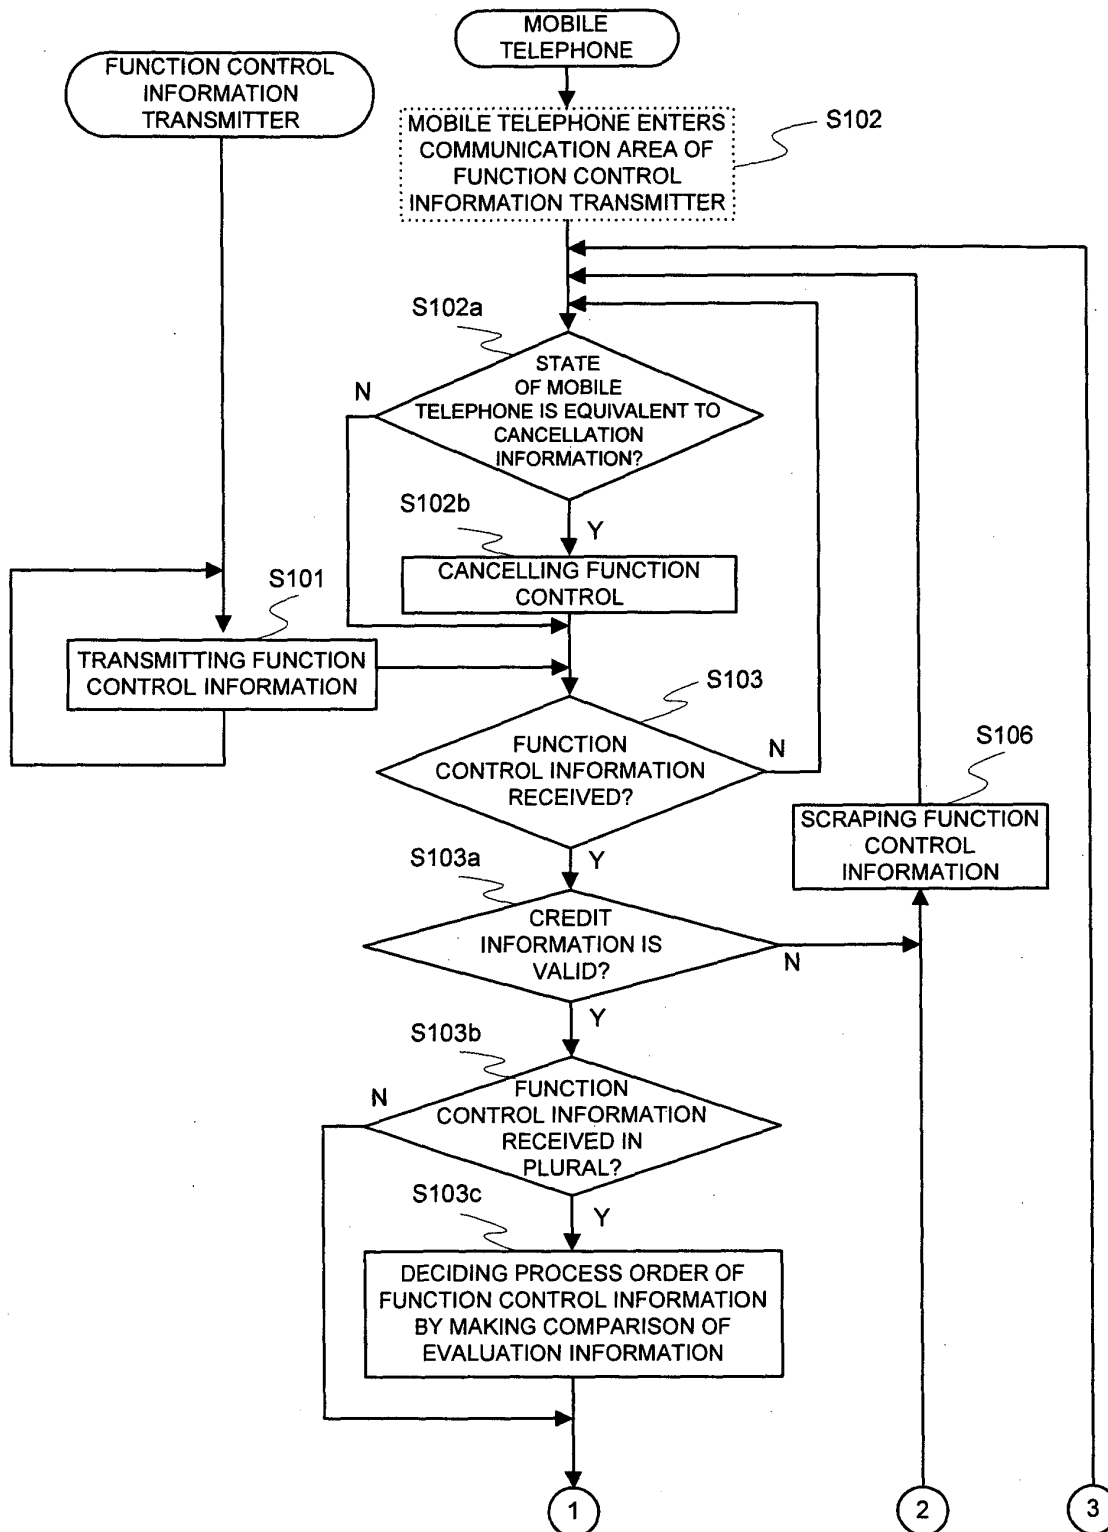 MOBILE
TELEPHONE
FUNCTION CONTROL
INFORMATION
TRANSMITTER
MOBILE TELEPHONE ENTERS
COMMUNICATION AREA OF
FUNCTION CONTROL
INFORMATION TRANSMITTER
S102
S102a
STATE
OF MOBILE
TELEPHONE IS EQUIVALENT TO
CANCELLATION
INFORMATION?
N
S102b
Y
CANCELLING FUNCTION
CONTROL
S101
TRANSMITTING FUNCTION
CONTROL INFORMATION
S103
FUNCTION
CONTROL INFORMATION
RECEIVED?
N
S106
SCRAPING FUNCTION
CONTROL
INFORMATION
Y
S103a
CREDIT
INFORMATION IS
VALID?
N
Y
S103b
FUNCTION
CONTROL INFORMATION
RECEIVED IN
PLURAL?
N
Y
S103c
DECIDING PROCESS ORDER OF
FUNCTION CONTROL INFORMATION
BY MAKING COMPARISON OF
EVALUATION INFORMATION
1
2
3